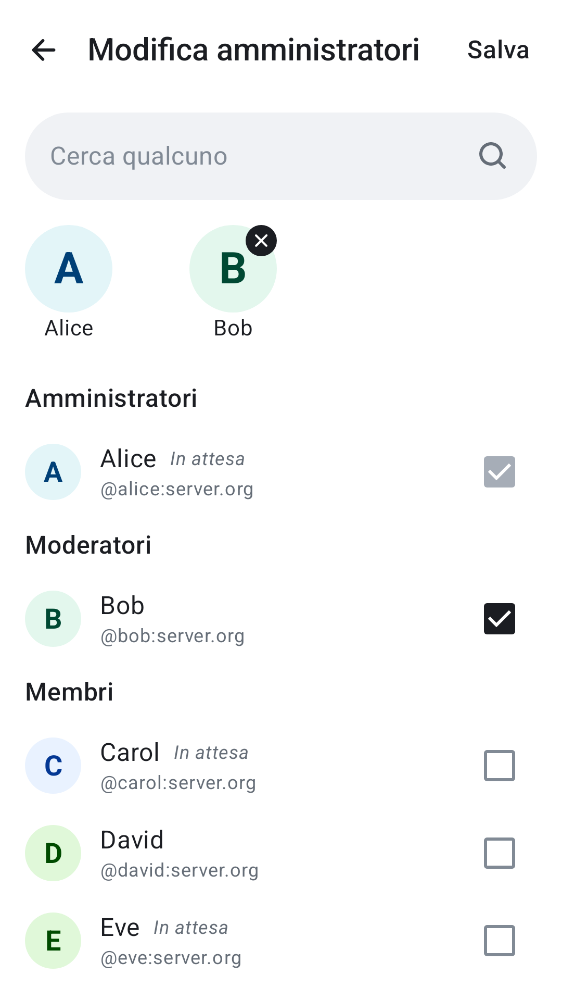 Modifica amministratori
Salva
Cerca qualcuno
A
B
Alice
Bob
Amministratori
A
Alice In attesa
@alice:server.org
Moderatori
B
Bob
@bob:server.org
Membri
C
Carol In attesa
@carol:server.org
D
David
@david:server.org
E
Eve In attesa
@eve:server.org